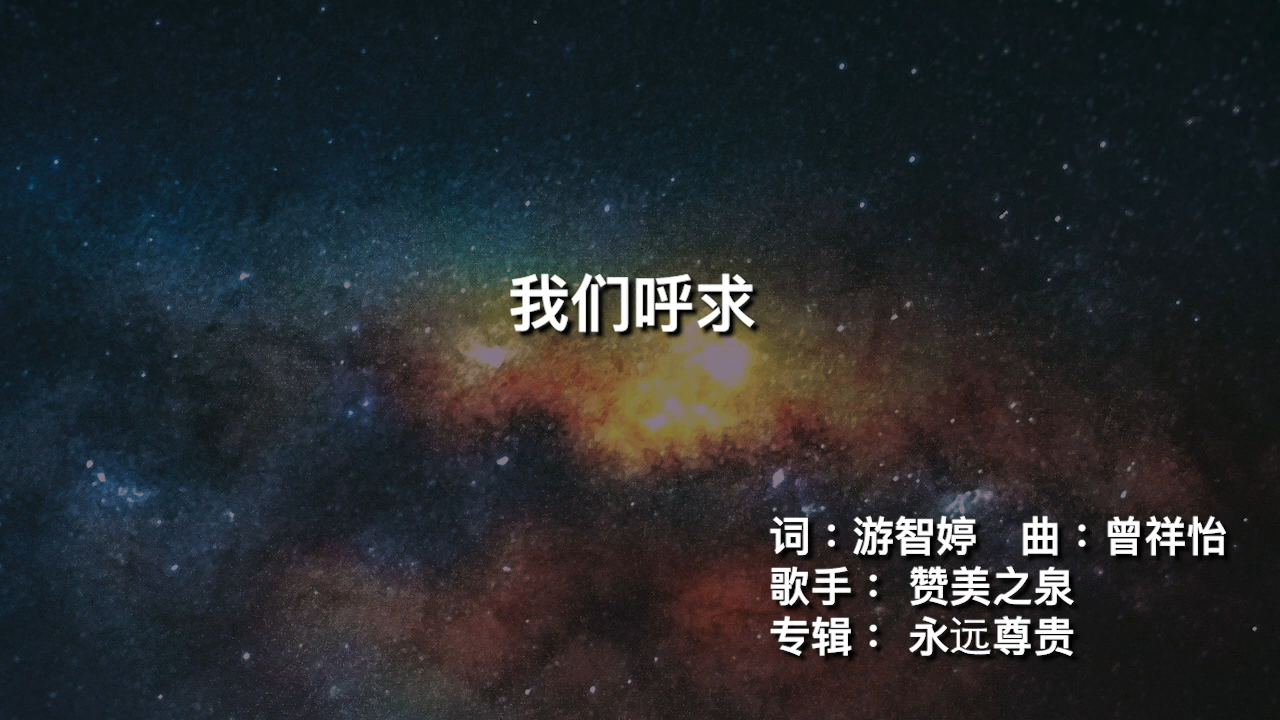 我们呼求
词：游智婷　曲：曾祥怡
歌手： 赞美之泉
专辑： 永远尊贵